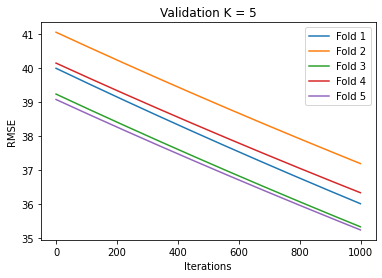 Validation K = 5
41
40
39
38
37
36
35
RMSE
Fold 1
Fold 2
Fold 3
Fold 4
Fold 5
0 200 400 600 800 1000
Iterations